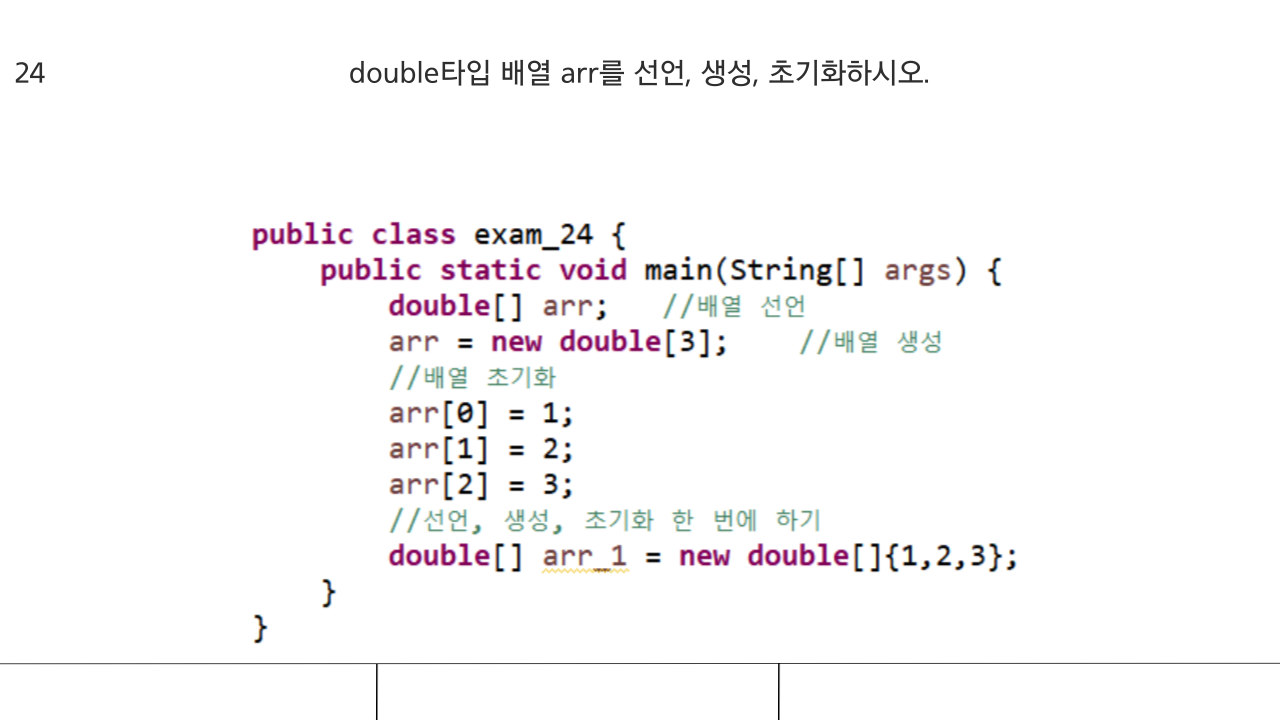 24
double타입 배열 arr를 선언, 생성, 초기화하시오.
public class exam_24 {
public static void main(String[] args) {
double[] arr; //배열 선언
arr = new double[3]; //배열 생성
//배열 초기화
arr[0] = 1;
arr[1] = 2;
arr[2] = 3;
//선언, 생성, 초기화 한 번에 하기
double[] arr_1 = new double[]{1,2,3};
}
}